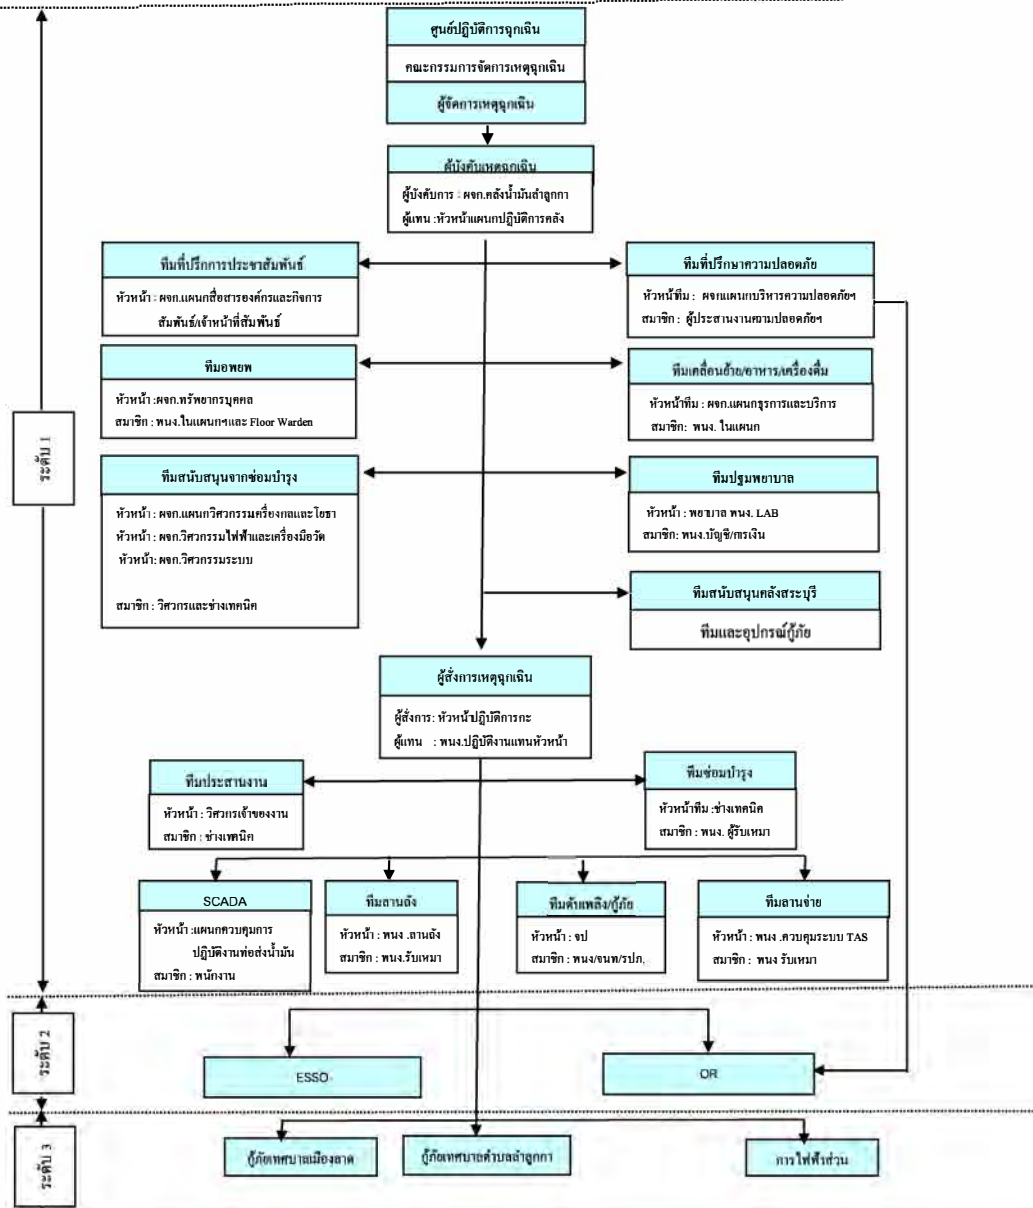 ศูนย์ปฏิบัติการฉุกเฉิน
คณะกรรมการจัดการเหตุฉุกเฉิน
ผู้จัดการเหตุฉุกเฉิน
ผู้บังคับเหตุฉุกเฉิน
ผู้บังคับการ : ผจก.คลังน้ำมันลำลูกกา
ผู้แทน :หัวหน้าแผนกปฏิบัติการคลัง
ทีมที่ปรึกการประชาสัมพันธ์
หัวหน้า : ผจก.แผนกสื่อสารองค์กรและกิจการ
สัมพันธ์/เจ้าหน้าที่สัมพันธ์
ทีมที่ปรึกษาความปลอดภัย
หัวหน้าทีม : ผจกแผนกบริหารความปลอดภัยฯ
สมาชิก : ผู้ประสานงานความปลอดภัยฯ
ทีมอพยพ
หัวหน้า :ผจก.ทรัพยากรบุคคล
สมาชิก: พนง.ในแผนกฯและ Floor Warden
ทีมเคลื่อนย้าย/อาหาร/เครื่องดื่ม
หัวหน้าทีม : ผจก.แผนกธุรการและบริการ
สมาชิก: พนง. ในแผนก
ระดับ 1
ทีมสนับสนุนจากซ่อมบำรุง
หัวหน้า : ผจก.แผนกวิศวกรรมเครื่องกลและโยธา
หัวหน้า : ผจก.วิศวกรรมไฟฟ้าและเครื่องมือวัด
หัวหน้า: ผจก.วิศวกรรมระบบ
สมาชิก : วิศวกรและช่างเทคนิค
ทีมปฐมพยาบาล
หัวหน้า : พยาบาล พนง. LAB
สมาชิก: พนง.บัญชี/การเงิน
ทีมสนับสนุนคลังสระบุรี
ทีมและอุปกรณ์กู้ภัย
ผู้สั่งการเหตุฉุกเฉิน
ผู้สั่งการ: หัวหน้าปฏิบัติการกะ
ผู้แทน : พนง.ปฏิบัติงานแทนหัวหน้า
ทีมประสานงาน
หัวหน้า : วิศวกรเจ้าของงาน
สมาชิก : ช่างเทคนิค
ทีมซ่อมบำรุง
หัวหน้าทีม :ช่างเทคนิค
สมาชิก : พนง. ผู้รับเหมา
SCADA
หัวหน้า :แผนกควบคุมการ
ปฏิบัติงานท่อส่งน้ำมัน
สมาชิก : พนักงาน
ทีมลานถัง
หัวหน้า : พนง .ลานถัง
สมาชิก : พนง.รับเหมา
ทีมดับเพลิง/กู้ภัย
หัวหน้า : จป
สมาชิก : พนง/จนท/รปภ.
ทีมลานจ่าย
หัวหน้า : พนง .ควบคุมระบบ TAS
สมาชิก : พนง รับเหมา
ระดับ 2
ESSO
OR
ระดับ 3
กู้ภัยเทศบาลเมืองลาด
กู้ภัยเทศบาลตำบลลำลูกกา
การไฟฟ้าส่วน